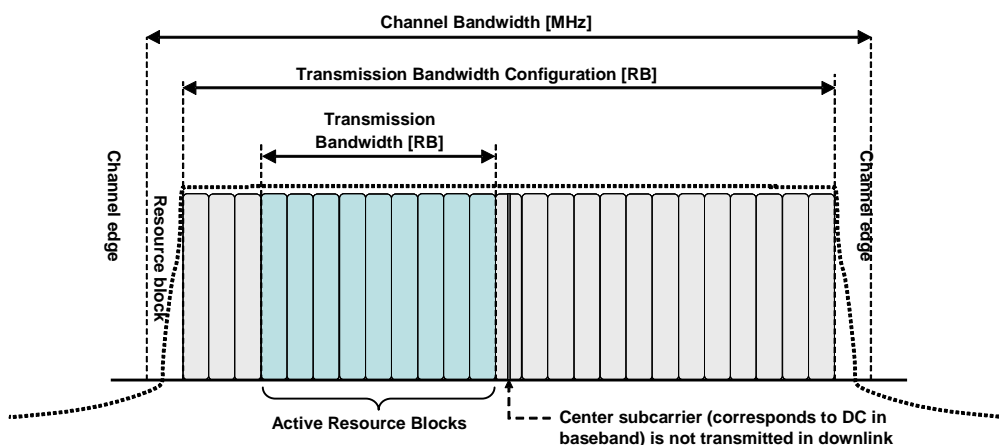 Channel Bandwidth [MHz]
Transmission Bandwidth Configuration [RB]
Transmission
Bandwidth [RB]
Channel edge
Resource block
Channel edge
Active Resource Blocks
Center subcarrier (corresponds to DC in
baseband) is not transmitted in downlink